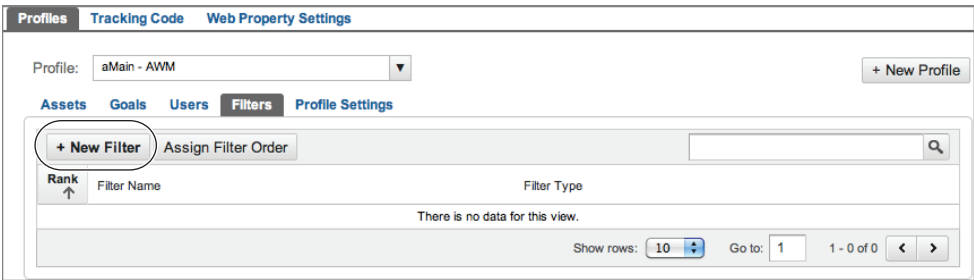 Profiles Tracking Code Web Property Settings
Profile: aMain - AWM + New Profile
Assets Goals Users Filters Profile Settings
+ New Filter Assign Filter Order
Rank Filter Name Filter Type
There is no data for this view.
Show rows: 10 Go to: 1 1 - 0 of 0